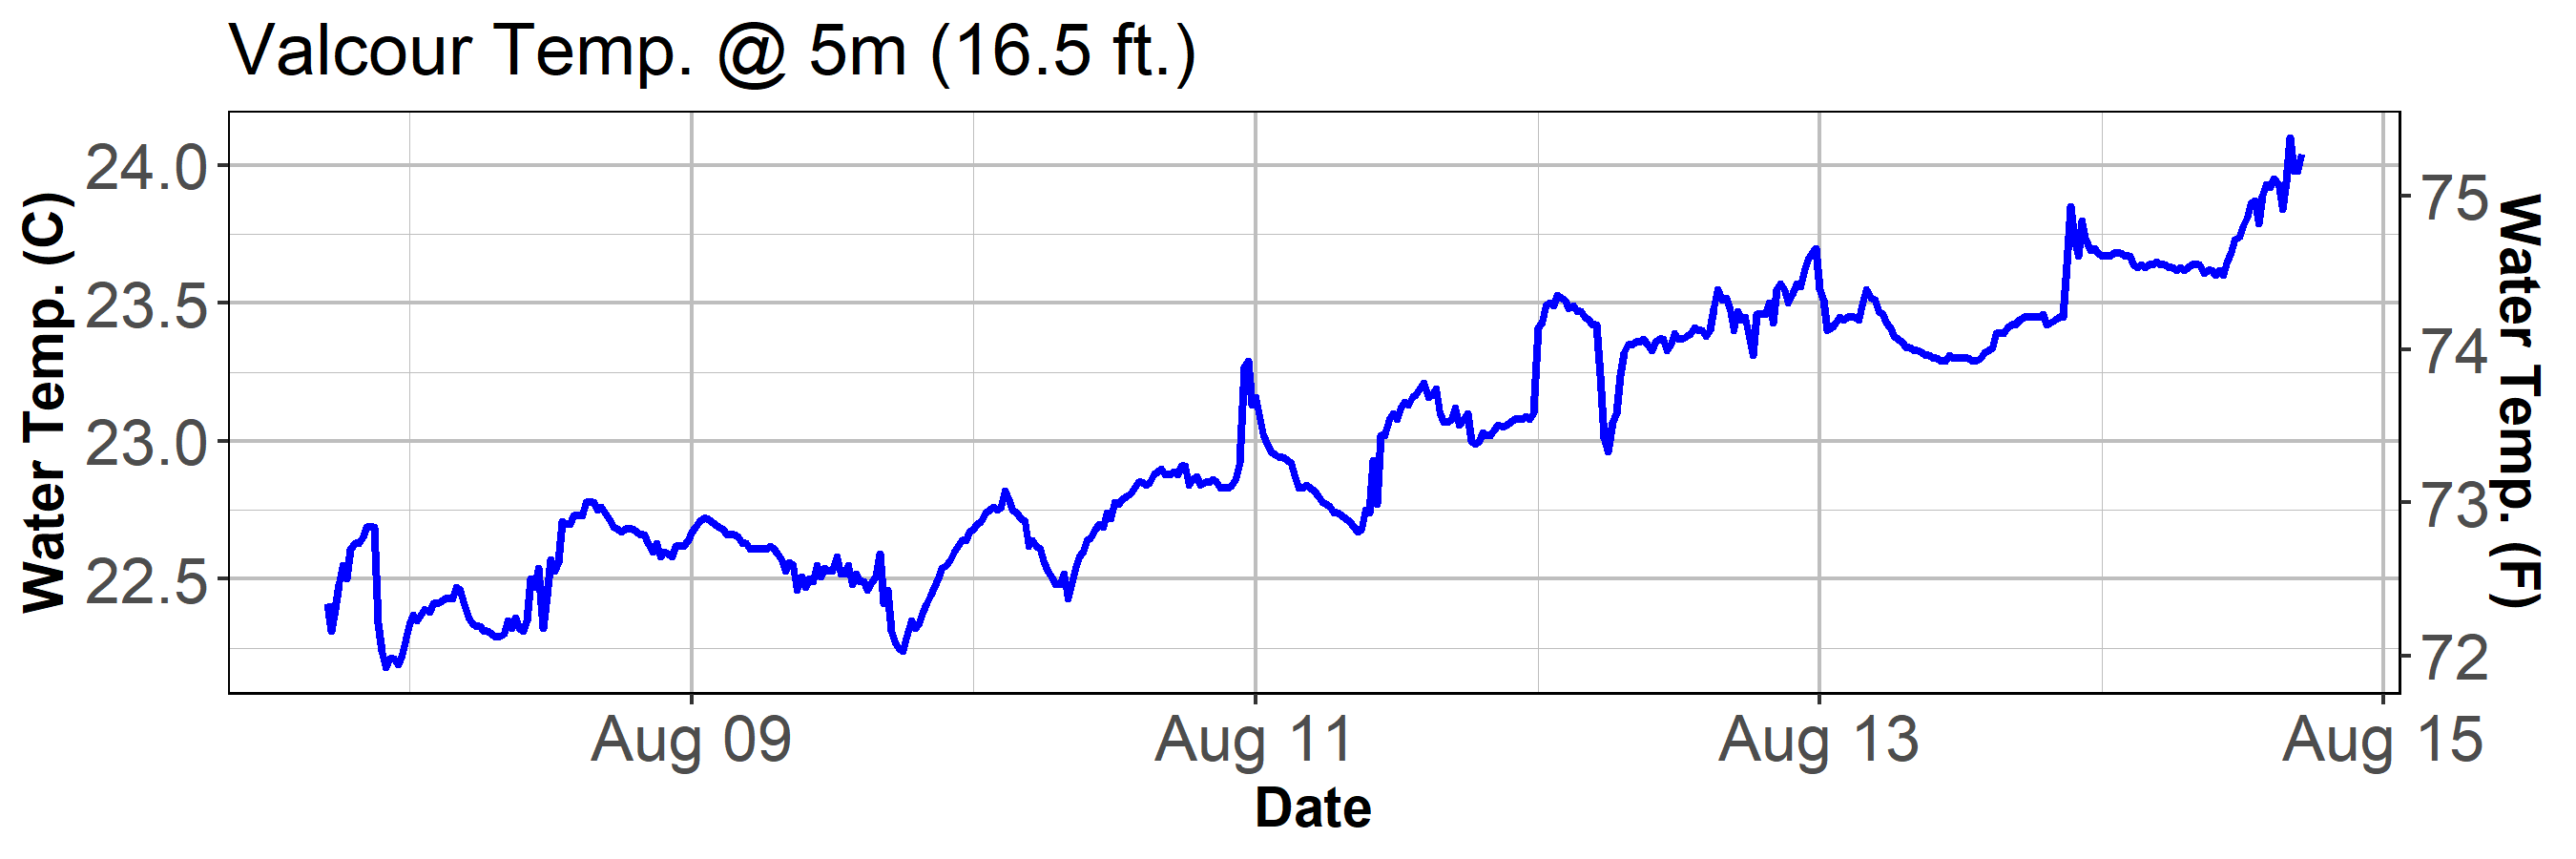 Valcour Temp. @ 5m (16.5 ft.)
Water Temp. (C)
24.0
23.5
23.0
22.5
75
74
73
72
Water Temp. (F)
Aug 09
Aug 11
Aug 13
Aug 15
Date